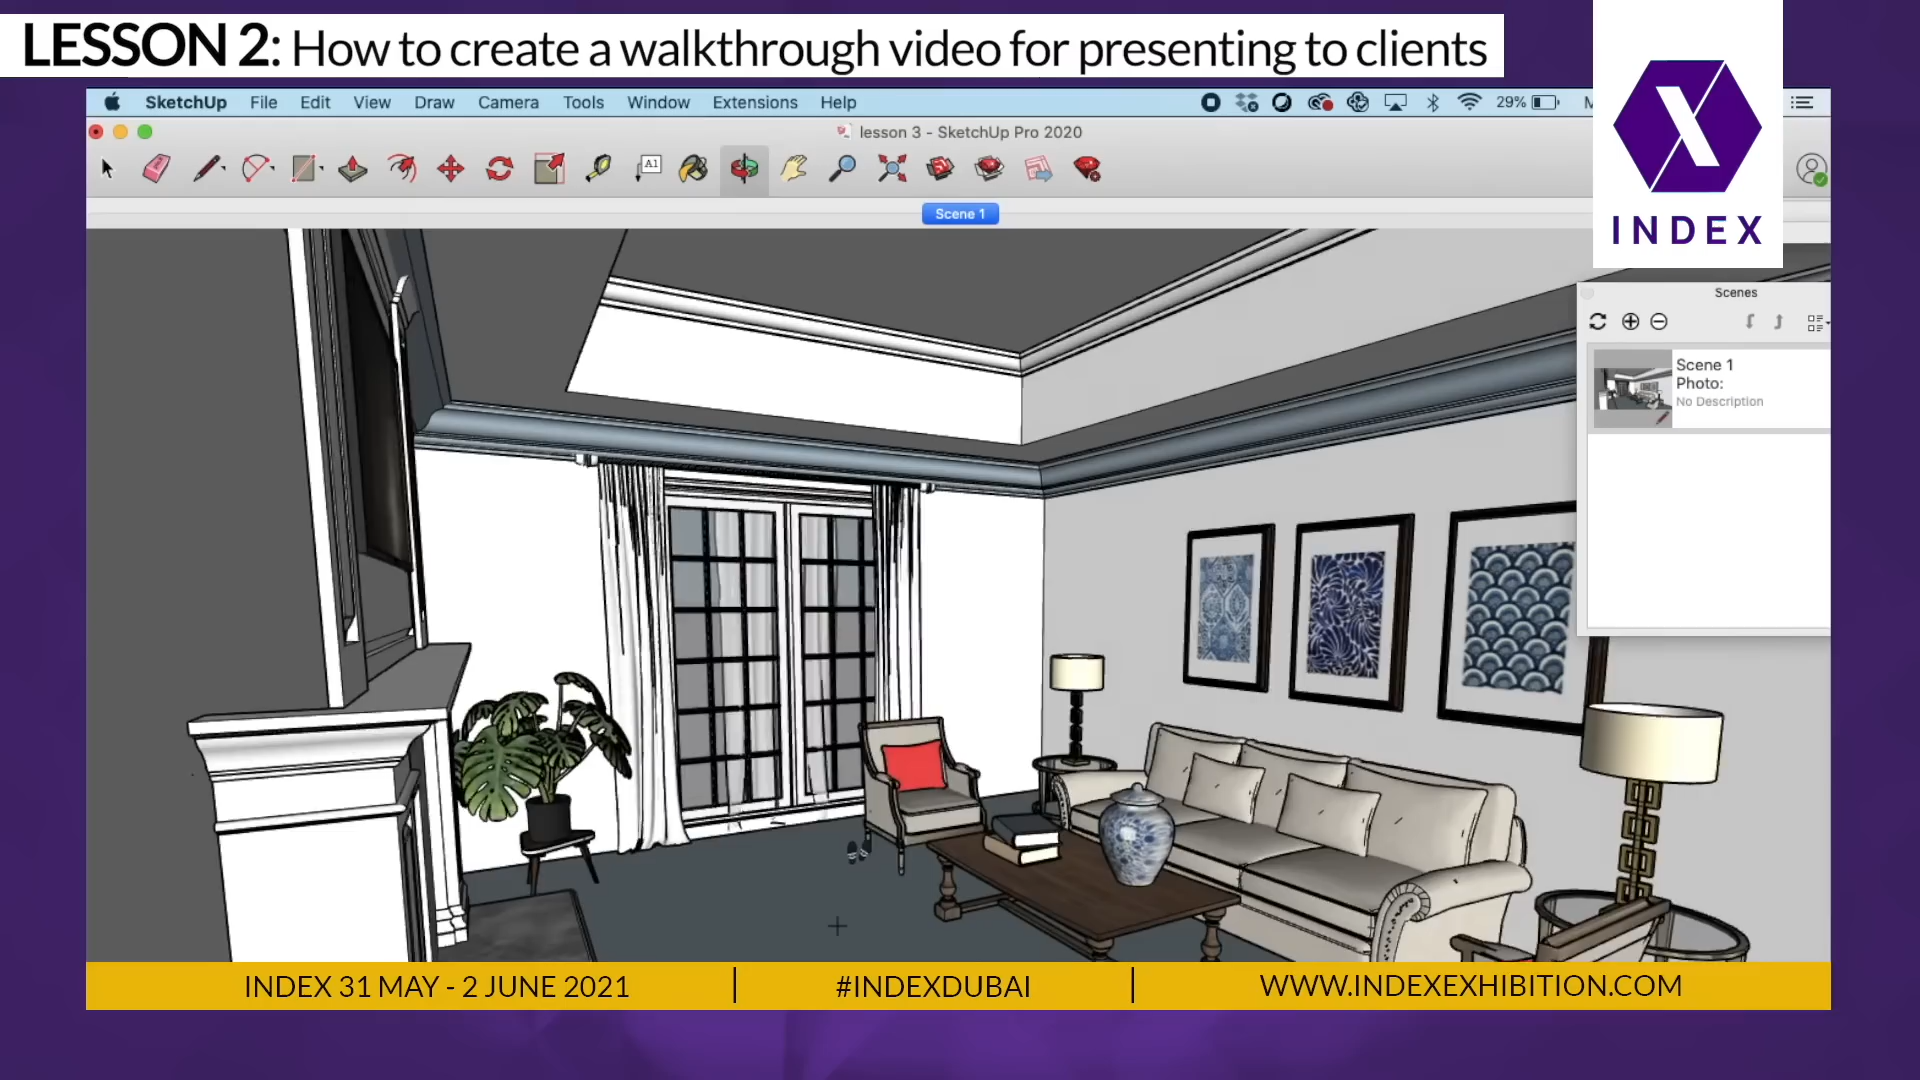 LESSON 2: How to create a walkthrough video for presenting to clients
INDEX
SketchUp File Edit View Draw Camera Tools Window Extensions Help 29%
lesson 3 - SketchUp Pro 2020
A1
Scene 1
Scenes
Scene 1
Photo:
No Description
INDEX 31 MAY - 2 JUNE 2021 | #INDEXDUBAI | WWW.INDEXEXHIBITION.COM